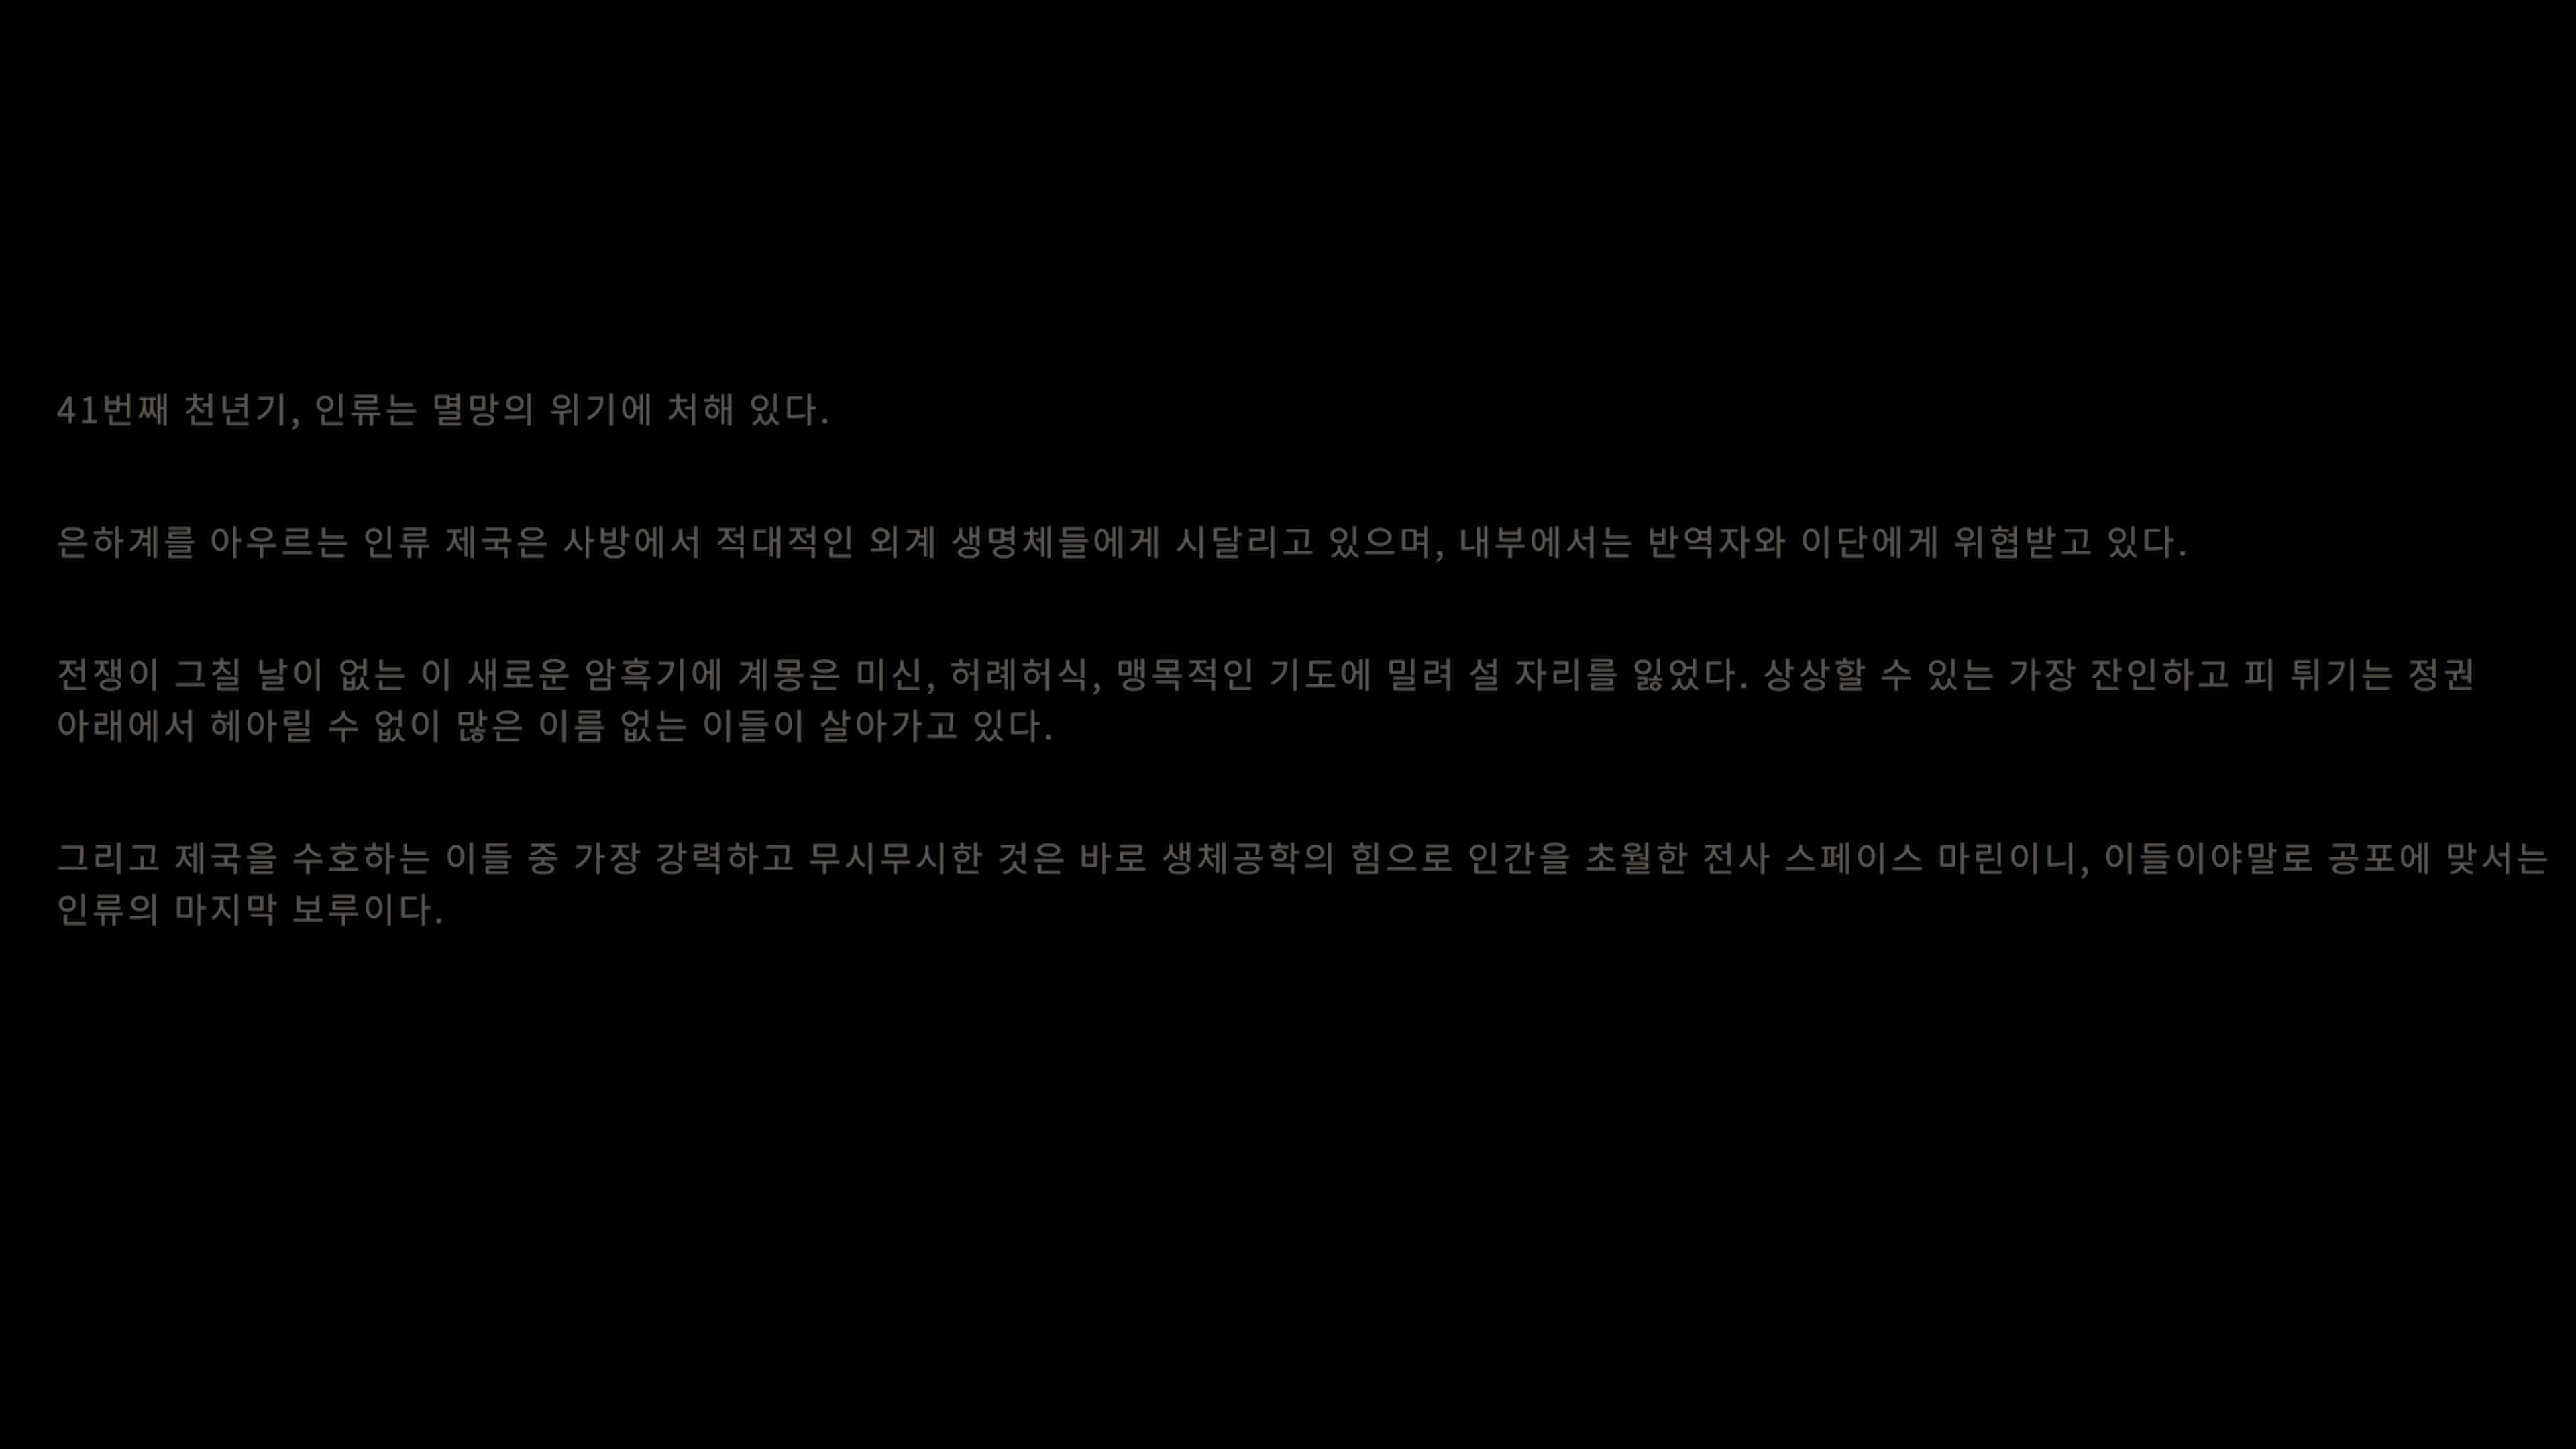 41번째 천년기, 인류는 멸망의 위기에 처해 있다.
은하계를 아우르는 인류 제국은 사방에서 적대적인 외계 생명체들에게 시달리고 있으며, 내부에서는 반역자와 이단에게 위협받고 있다.
전쟁이 그칠 날이 없는 이 새로운 암흑기에 계몽은 미신, 허례허식, 맹목적인 기도에 밀려 설 자리를 잃었다. 상상할 수 있는 가장 잔인하고 피 튀기는 정권
아래에서 헤아릴 수 없이 많은 이름 없는 이들이 살아가고 있다.
그리고 제국을 수호하는 이들 중 가장 강력하고 무시무시한 것은 바로 생체공학의 힘으로 인간을 초월한 전사 스페이스 마린이니, 이들이야말로 공포에 맞서는
인류의 마지막 보루이다.